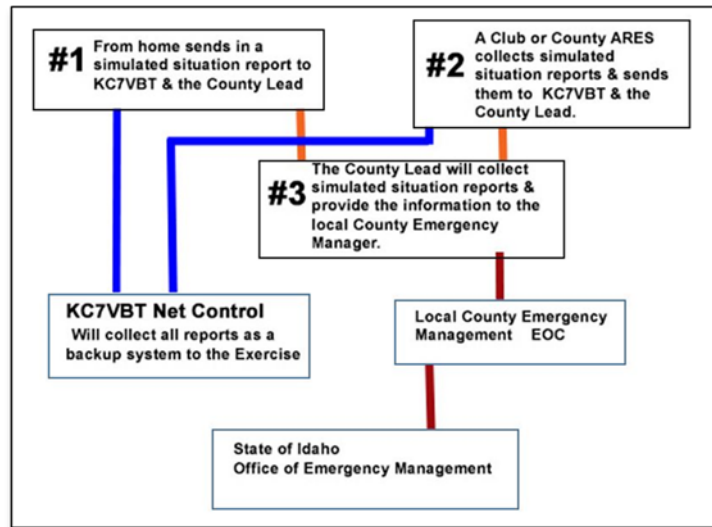 #1 From home sends in a
simulated situation report to
KC7VBT & the County Lead
#2 A Club or County ARES
collects simulated
situation reports & sends
them to KC7VBT & the
County Lead.
#3 The County Lead will collect
simulated situation reports &
provide the information to the
local County Emergency
Manager.
KC7VBT Net Control
Will collect all reports as a
backup system to the Exercise
Local County Emergency
Management EOC
State of Idaho
Office of Emergency Management